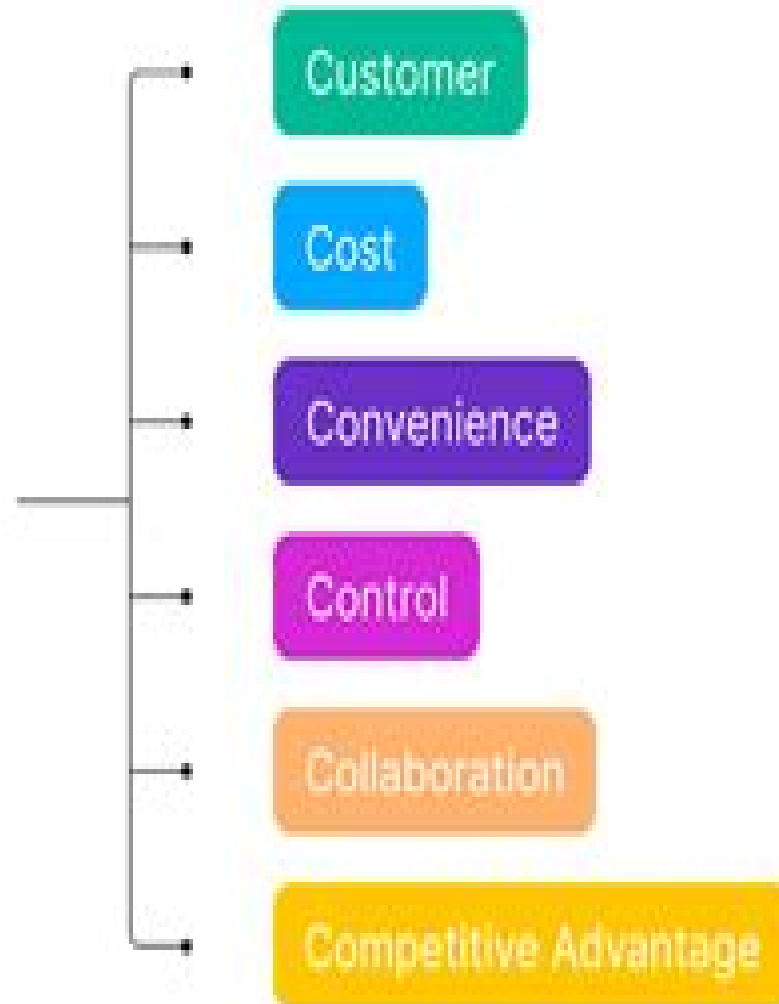 Customer
Cost
Convenience
Control
Collaboration
Competitive Advantage